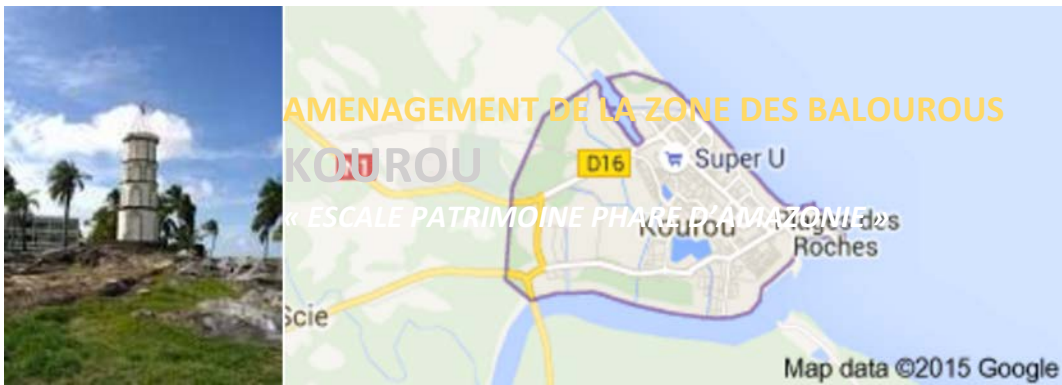 AMENAGEMENT DE LA ZONE DES BALOUROUS
KOUROU
N1
D16
Super U
« ESCALE PATRIMOINE PHARE D'AMAZONIE »
Kourou
Roches
Scie
Map data ©2015 Google